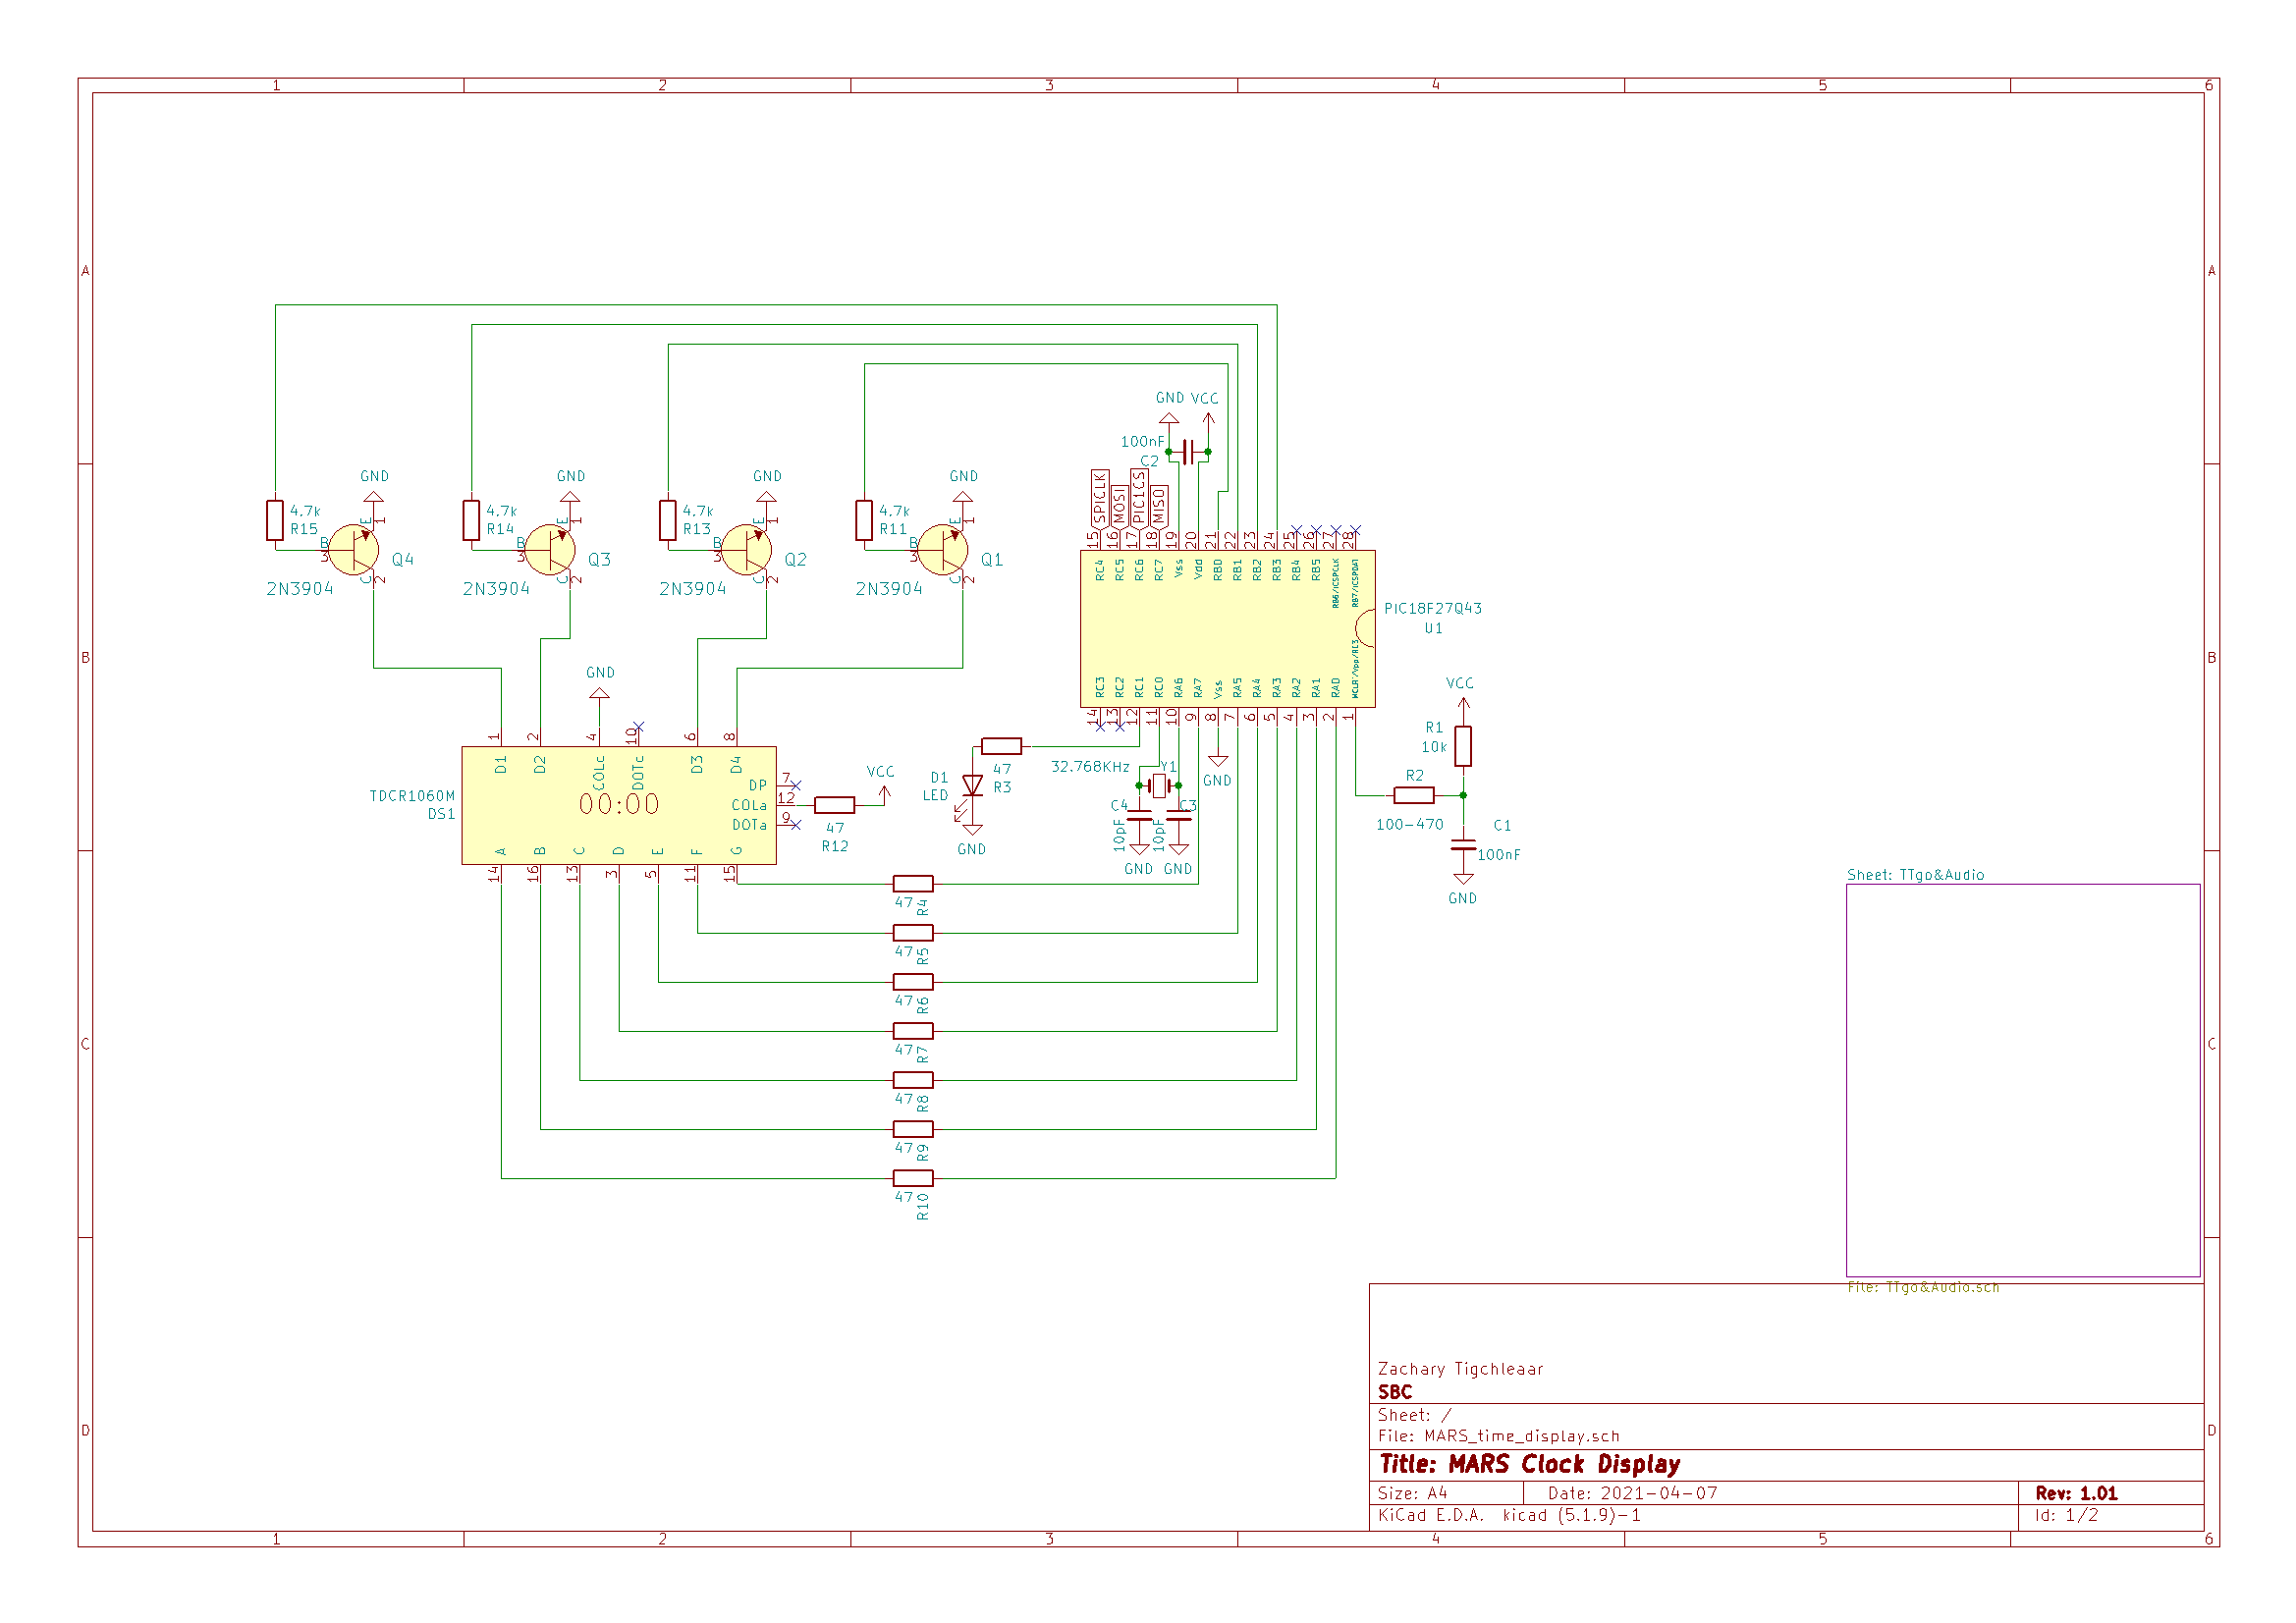 1 2 3 4 5 6
A A
GND VCC
100nF
C2
GND GND GND GND
SPICLK MOSI PIC1CS MISO
4.7k 4.7k 4.7k 4.7k
R15 R14 R13 R11
E 1 E 1 E 1 E 1
B B B B
3 3 3 3
Q4 Q3 Q2 Q1
C 2 C 2 C 2 C 2
2N3904 2N3904 2N3904 2N3904
15 16 17 18 19 20 21 22 23 24 25 26 27 28
RC4 RC5 RC6 RC7 Vss Vdd RB0 RB1 RB2 RB3 RB4 RB5 RB6/ICSPCLK RB7/ICSPDAT
PIC18F27Q43
U1
RC3 RC2 RC1 RC0 RA6 RA7 Vss RA5 RA4 RA3 RA2 RA1 RA0 MCLR'/Vpp/RE3
14 13 12 11 10 9 8 7 6 5 4 3 2 1
B B
GND
VCC
R1
10k
R2
100-470
C1
100nF
GND
1 2 4 10 6 8
D1 D2 COLc DOTc D3 D4
DP 7
COLa 12
DOTa 9
00:00
TDCR1060M
DS1
A B C D E F G
14 16 13 3 5 11 15
VCC
47
R12
47
R3
D1
LED
GND
32.768KHz Y1
C4 C3
10pF 10pF
GND GND
GND
47 R4
47 R5
47 R6
47 R7
47 R8
47 R9
47 R10
C C
Sheet: TTgo&Audio
File: TTgo&Audio.sch
Zachary Tigchleaar
SBC
Sheet: /
File: MARS_time_display.sch
D D
Title: MARS Clock Display
Size: A4 Date: 2021-04-07 Rev: 1.01
KiCad E.D.A. kicad (5.1.9)-1 Id: 1/2
1 2 3 4 5 6